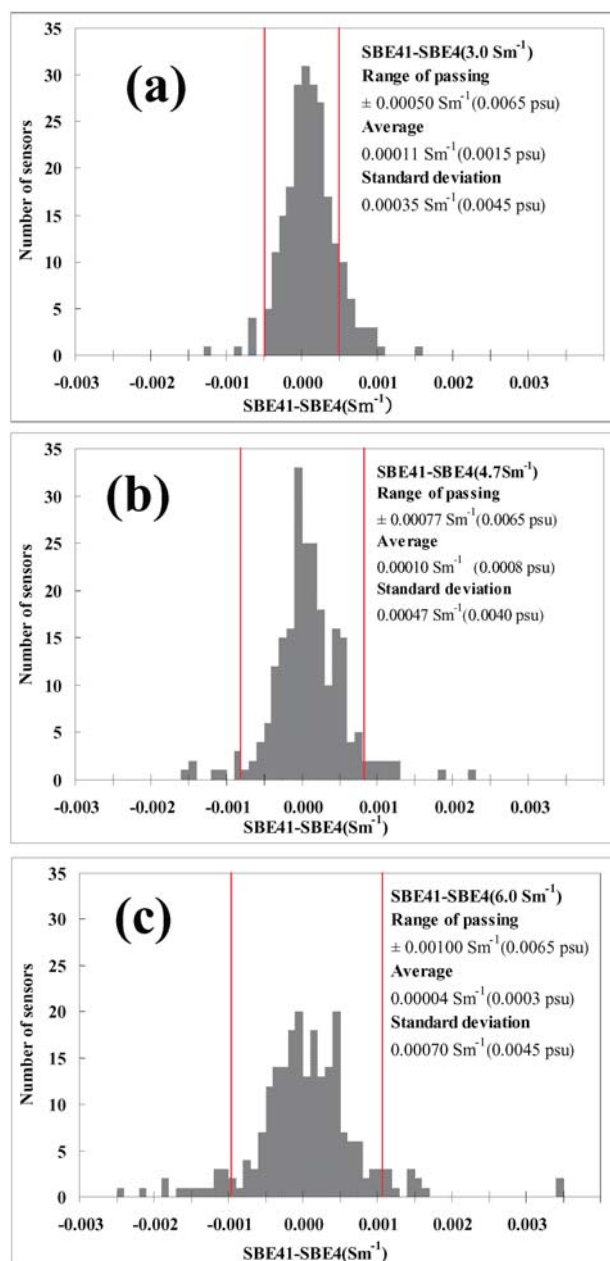 (a)
SBE41-SBE4(3.0 Sm⁻¹)
Range of passing
± 0.00050 Sm⁻¹(0.0065 psu)
Average
0.00011 Sm⁻¹(0.0015 psu)
Standard deviation
0.00035 Sm⁻¹(0.0045 psu)
Number of sensors
35
30
25
20
15
10
5
0
-0.003 -0.002 -0.001 0.000 0.001 0.002 0.003
SBE41-SBE4(Sm⁻¹)
(b)
SBE41-SBE4(4.7Sm⁻¹)
Range of passing
± 0.00077 Sm⁻¹(0.0065 psu)
Average
0.00010 Sm⁻¹ (0.0008 psu)
Standard deviation
0.00047 Sm⁻¹(0.0040 psu)
Number of sensors
35
30
25
20
15
10
5
0
-0.003 -0.002 -0.001 0.000 0.001 0.002 0.003
SBE41-SBE4(Sm⁻¹)
(c)
SBE41-SBE4(6.0 Sm⁻¹)
Range of passing
± 0.00100 Sm⁻¹(0.0065 psu)
Average
0.00004 Sm⁻¹(0.0003 psu)
Standard deviation
0.00070 Sm⁻¹(0.0045 psu)
Number of sensors
35
30
25
20
15
10
5
0
-0.003 -0.002 -0.001 0.000 0.001 0.002 0.003
SBE41-SBE4(Sm⁻¹)